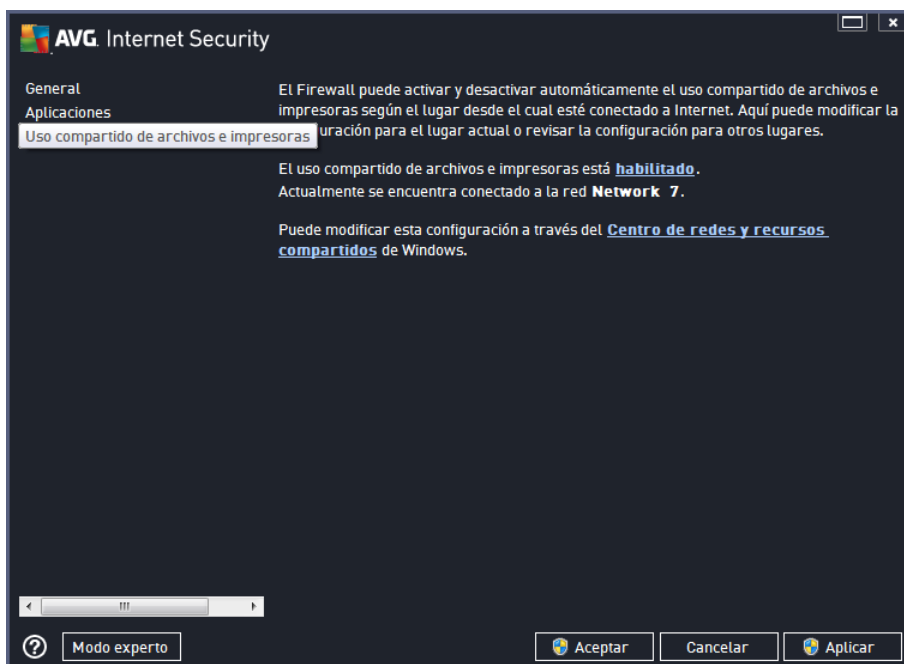 AVG. Internet Security
General
Aplicaciones
Uso compartido de archivos e impresoras
El Firewall puede activar y desactivar automáticamente el uso compartido de archivos e
impresoras según el lugar desde el cual esté conectado a Internet. Aquí puede modificar la
uración para el lugar actual o revisar la configuración para otros lugares.
El uso compartido de archivos e impresoras está habilitado.
Actualmente se encuentra conectado a la red Network 7.
Puede modificar esta configuración a través del Centro de redes y recursos
compartidos de Windows.
Modo experto
Aceptar
Cancelar
Aplicar